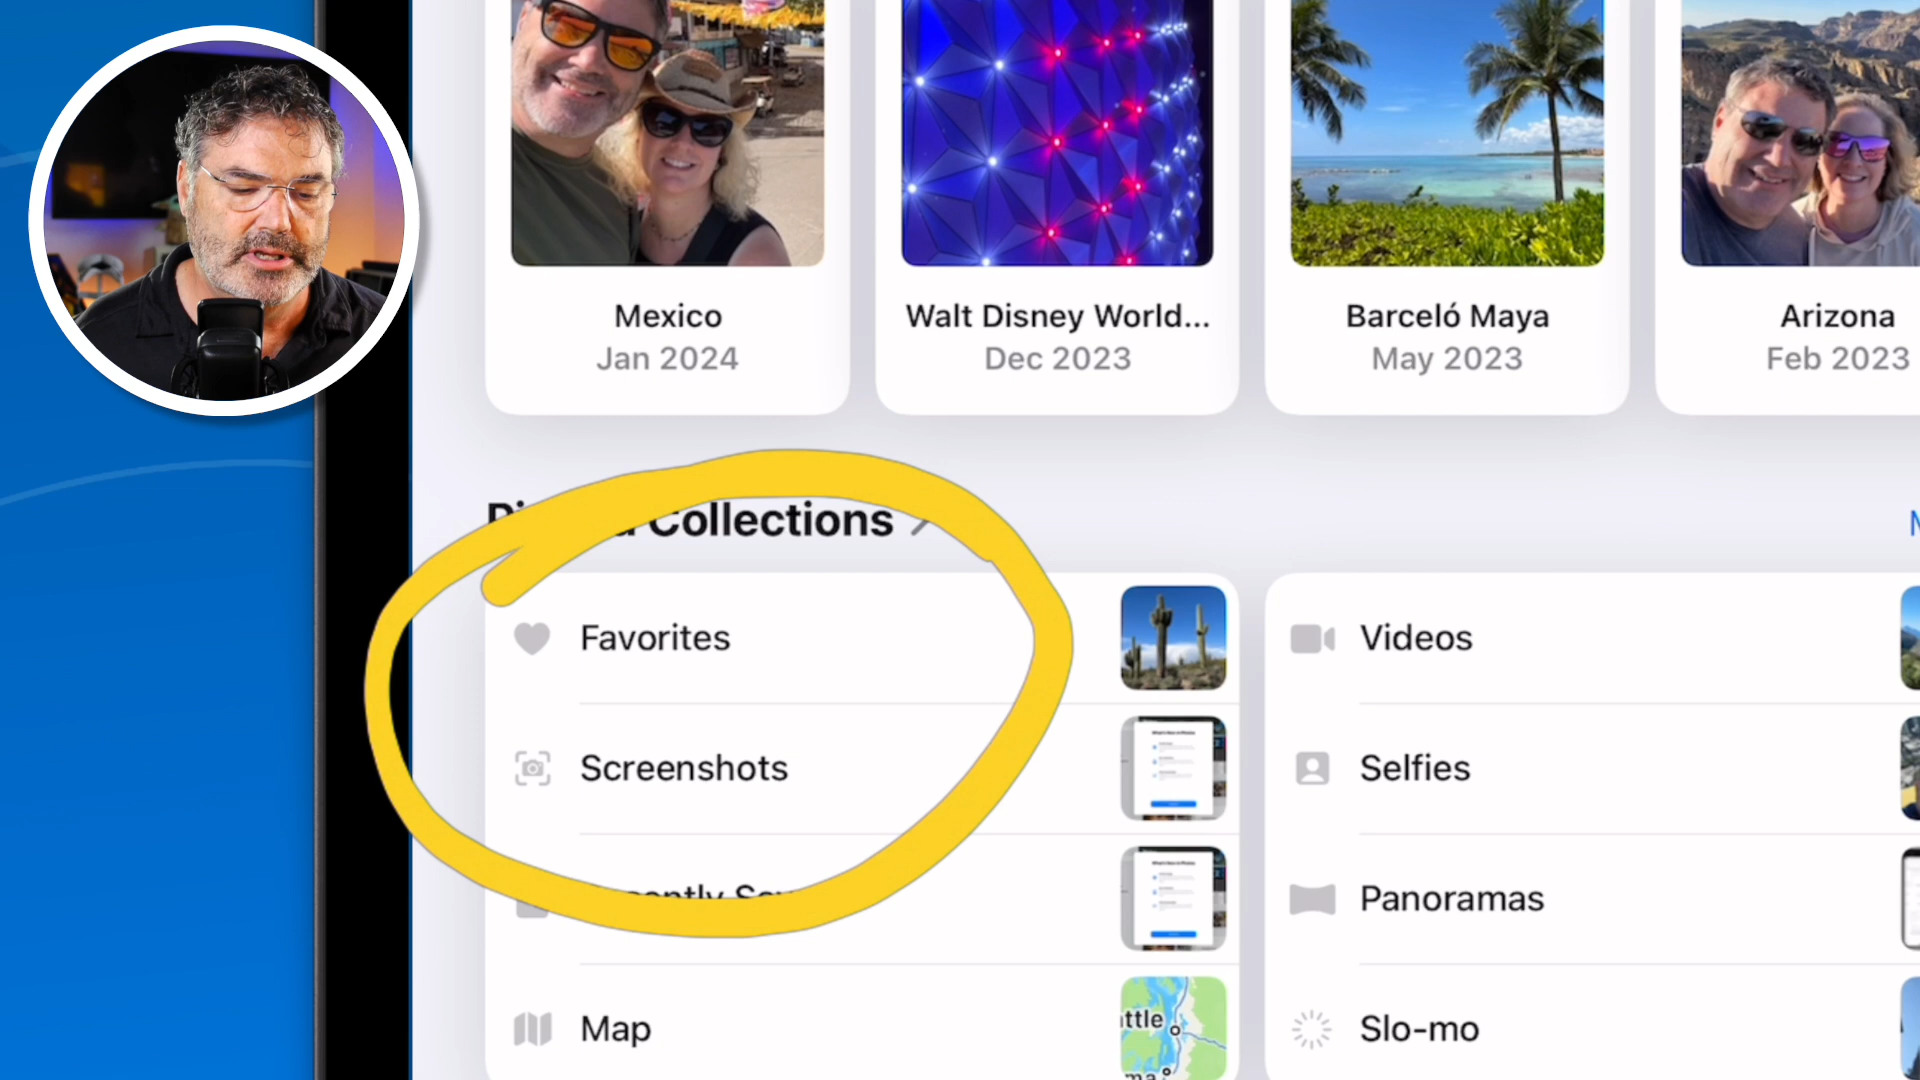 Mexico
Jan 2024
Walt Disney World...
Dec 2023
Barceló Maya
May 2023
Arizona
Feb 2023
Collections
Favorites
Videos
Screenshots
Selfies
Panoramas
Map
Slo-mo